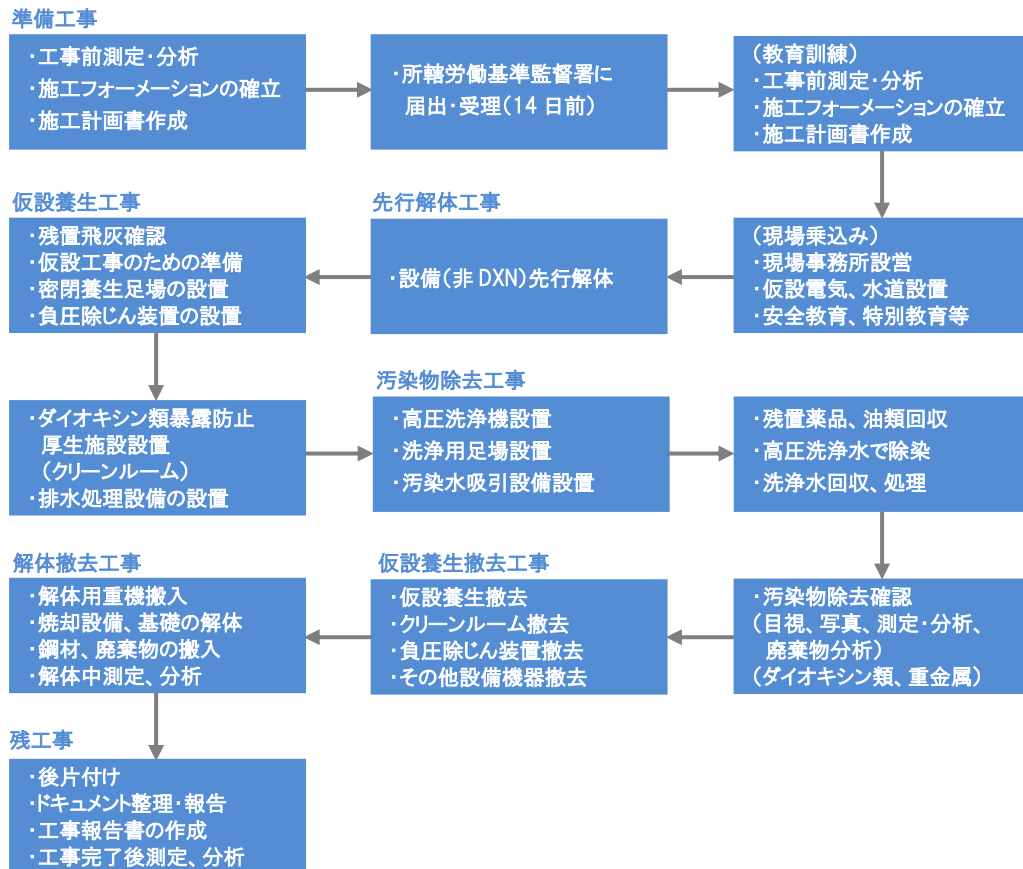 準備工事
・工事前測定・分析
・施工フォーメーションの確立
・施工計画書作成
・所轄労働基準監督署に
届出・受理(14 日前)
(教育訓練)
・工事前測定・分析
・施工フォーメーションの確立
・施工計画書作成
(現場乗込み)
・現場事務所設営
・仮設電気、水道設置
・安全教育、特別教育等
先行解体工事
・設備(非 DXN)先行解体
仮設養生工事
・残置飛灰確認
・仮設工事のための準備
・密閉養生足場の設置
・負圧除じん装置の設置
・ダイオキシン類暴露防止
厚生施設設置
(クリーンルーム)
・排水処理設備の設置
汚染物除去工事
・高圧洗浄機設置
・洗浄用足場設置
・汚染水吸引設備設置
・残置薬品、油類回収
・高圧洗浄水で除染
・洗浄水回収、処理
・汚染物除去確認
(目視、写真、測定・分析、
廃棄物分析)
(ダイオキシン類、重金属)
仮設養生撤去工事
・仮設養生撤去
・クリーンルーム撤去
・負圧除じん装置撤去
・その他設備機器撤去
解体撤去工事
・解体用重機搬入
・焼却設備、基礎の解体
・鋼材、廃棄物の搬入
・解体中測定、分析
残工事
・後片付け
・ドキュメント整理・報告
・工事報告書の作成
・工事完了後測定、分析